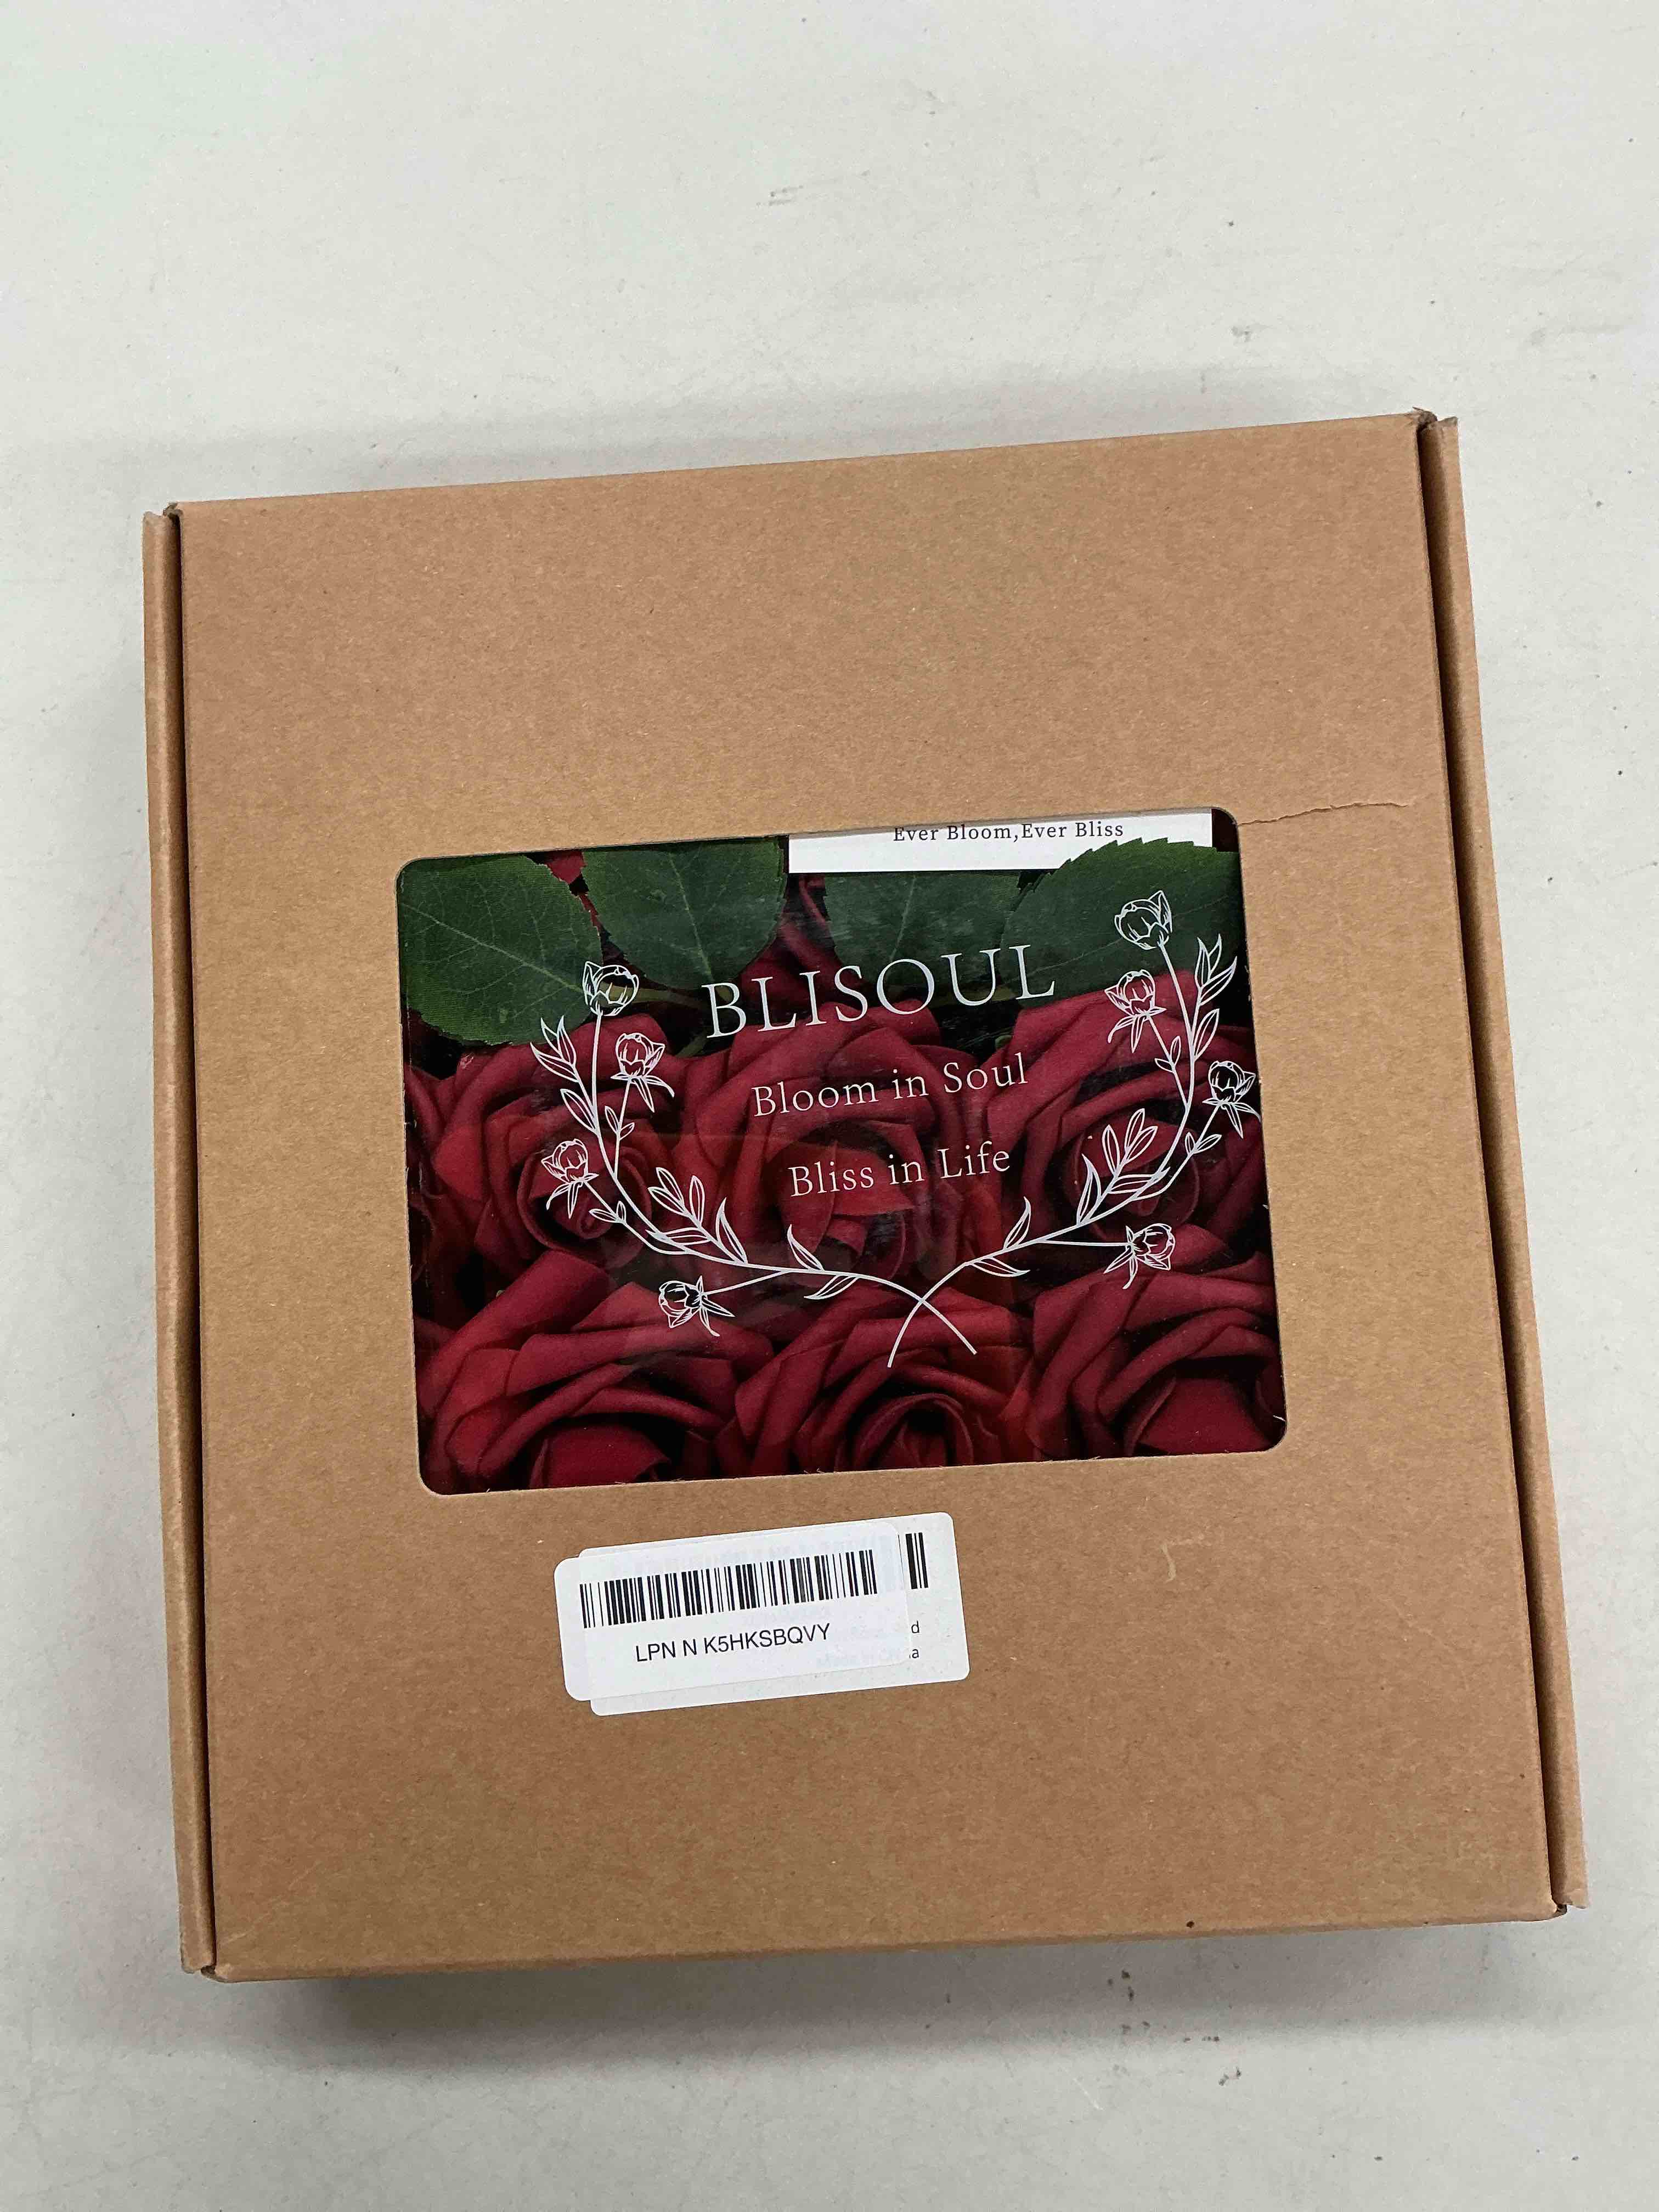 Ever Bloom,Ever Bliss
BLISOUL
Bloom in Soul
Bliss in Life
LPN N K5HKSBQVY
d
a